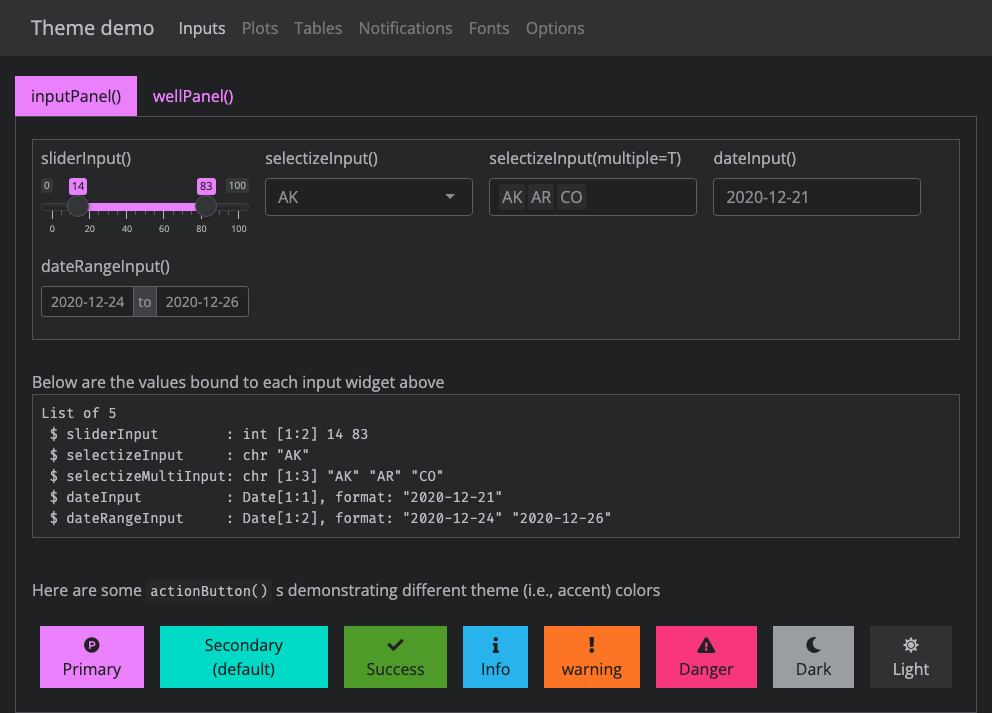 Theme demo Inputs Plots Tables Notifications Fonts Options
inputPanel() wellPanel()
sliderInput() selectizeInput() selectizeInput(multiple=T) dateInput()
0 14 83 100
AK AK AR CO 2020-12-21
0 20 40 60 80 100
dateRangeInput()
2020-12-24 to 2020-12-26
Below are the values bound to each input widget above
List of 5
 $ sliderInput        : int [1:2] 14 83
 $ selectizeInput     : chr "AK"
 $ selectizeMultiInput: chr [1:3] "AK" "AR" "CO"
 $ dateInput          : Date[1:1], format: "2020-12-21"
 $ dateRangeInput     : Date[1:2], format: "2020-12-24" "2020-12-26"
Here are some actionButton() s demonstrating different theme (i.e., accent) colors
P
Primary
Secondary
(default)
Success
Info
warning
Danger
Dark
Light